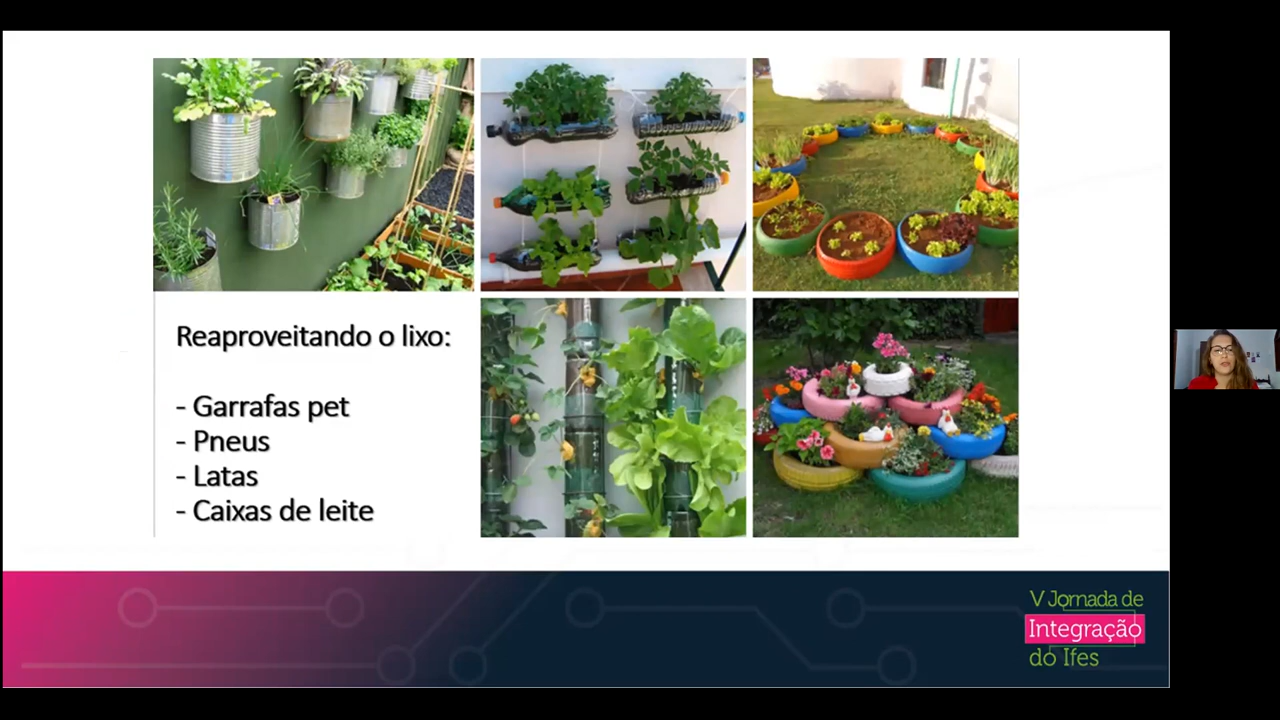 Reaproveitando o lixo:
- Garrafas pet
- Pneus
- Latas
- Caixas de leite
V Jornada de
Integração
do Ifes